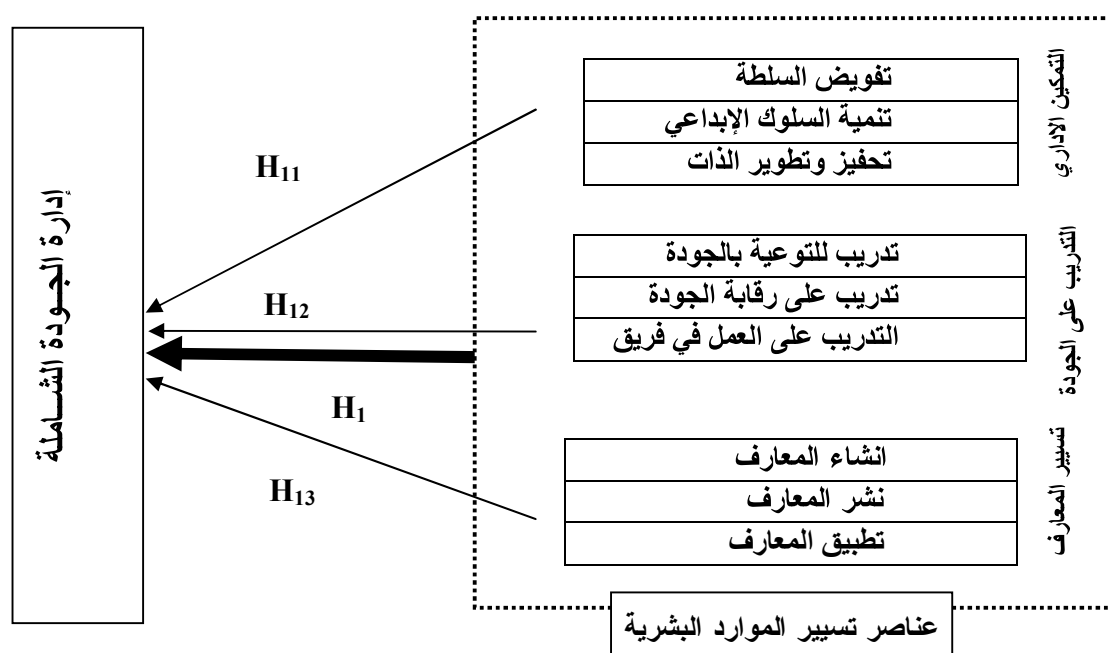 التمكين الاداري
تفويض السلطة
تنمية السلوك الإبداعي
تحفيز وتطوير الذات
التدريب على الجودة
تدريب للتوعية بالجودة
تدريب على رقابة الجودة
التدريب على العمل في فريق
تسيير المعارف
انشاء المعارف
نشر المعارف
تطبيق المعارف
عناصر تسيير الموارد البشرية
H11
H12
H1
H13
إدارة الجودة الشاملة